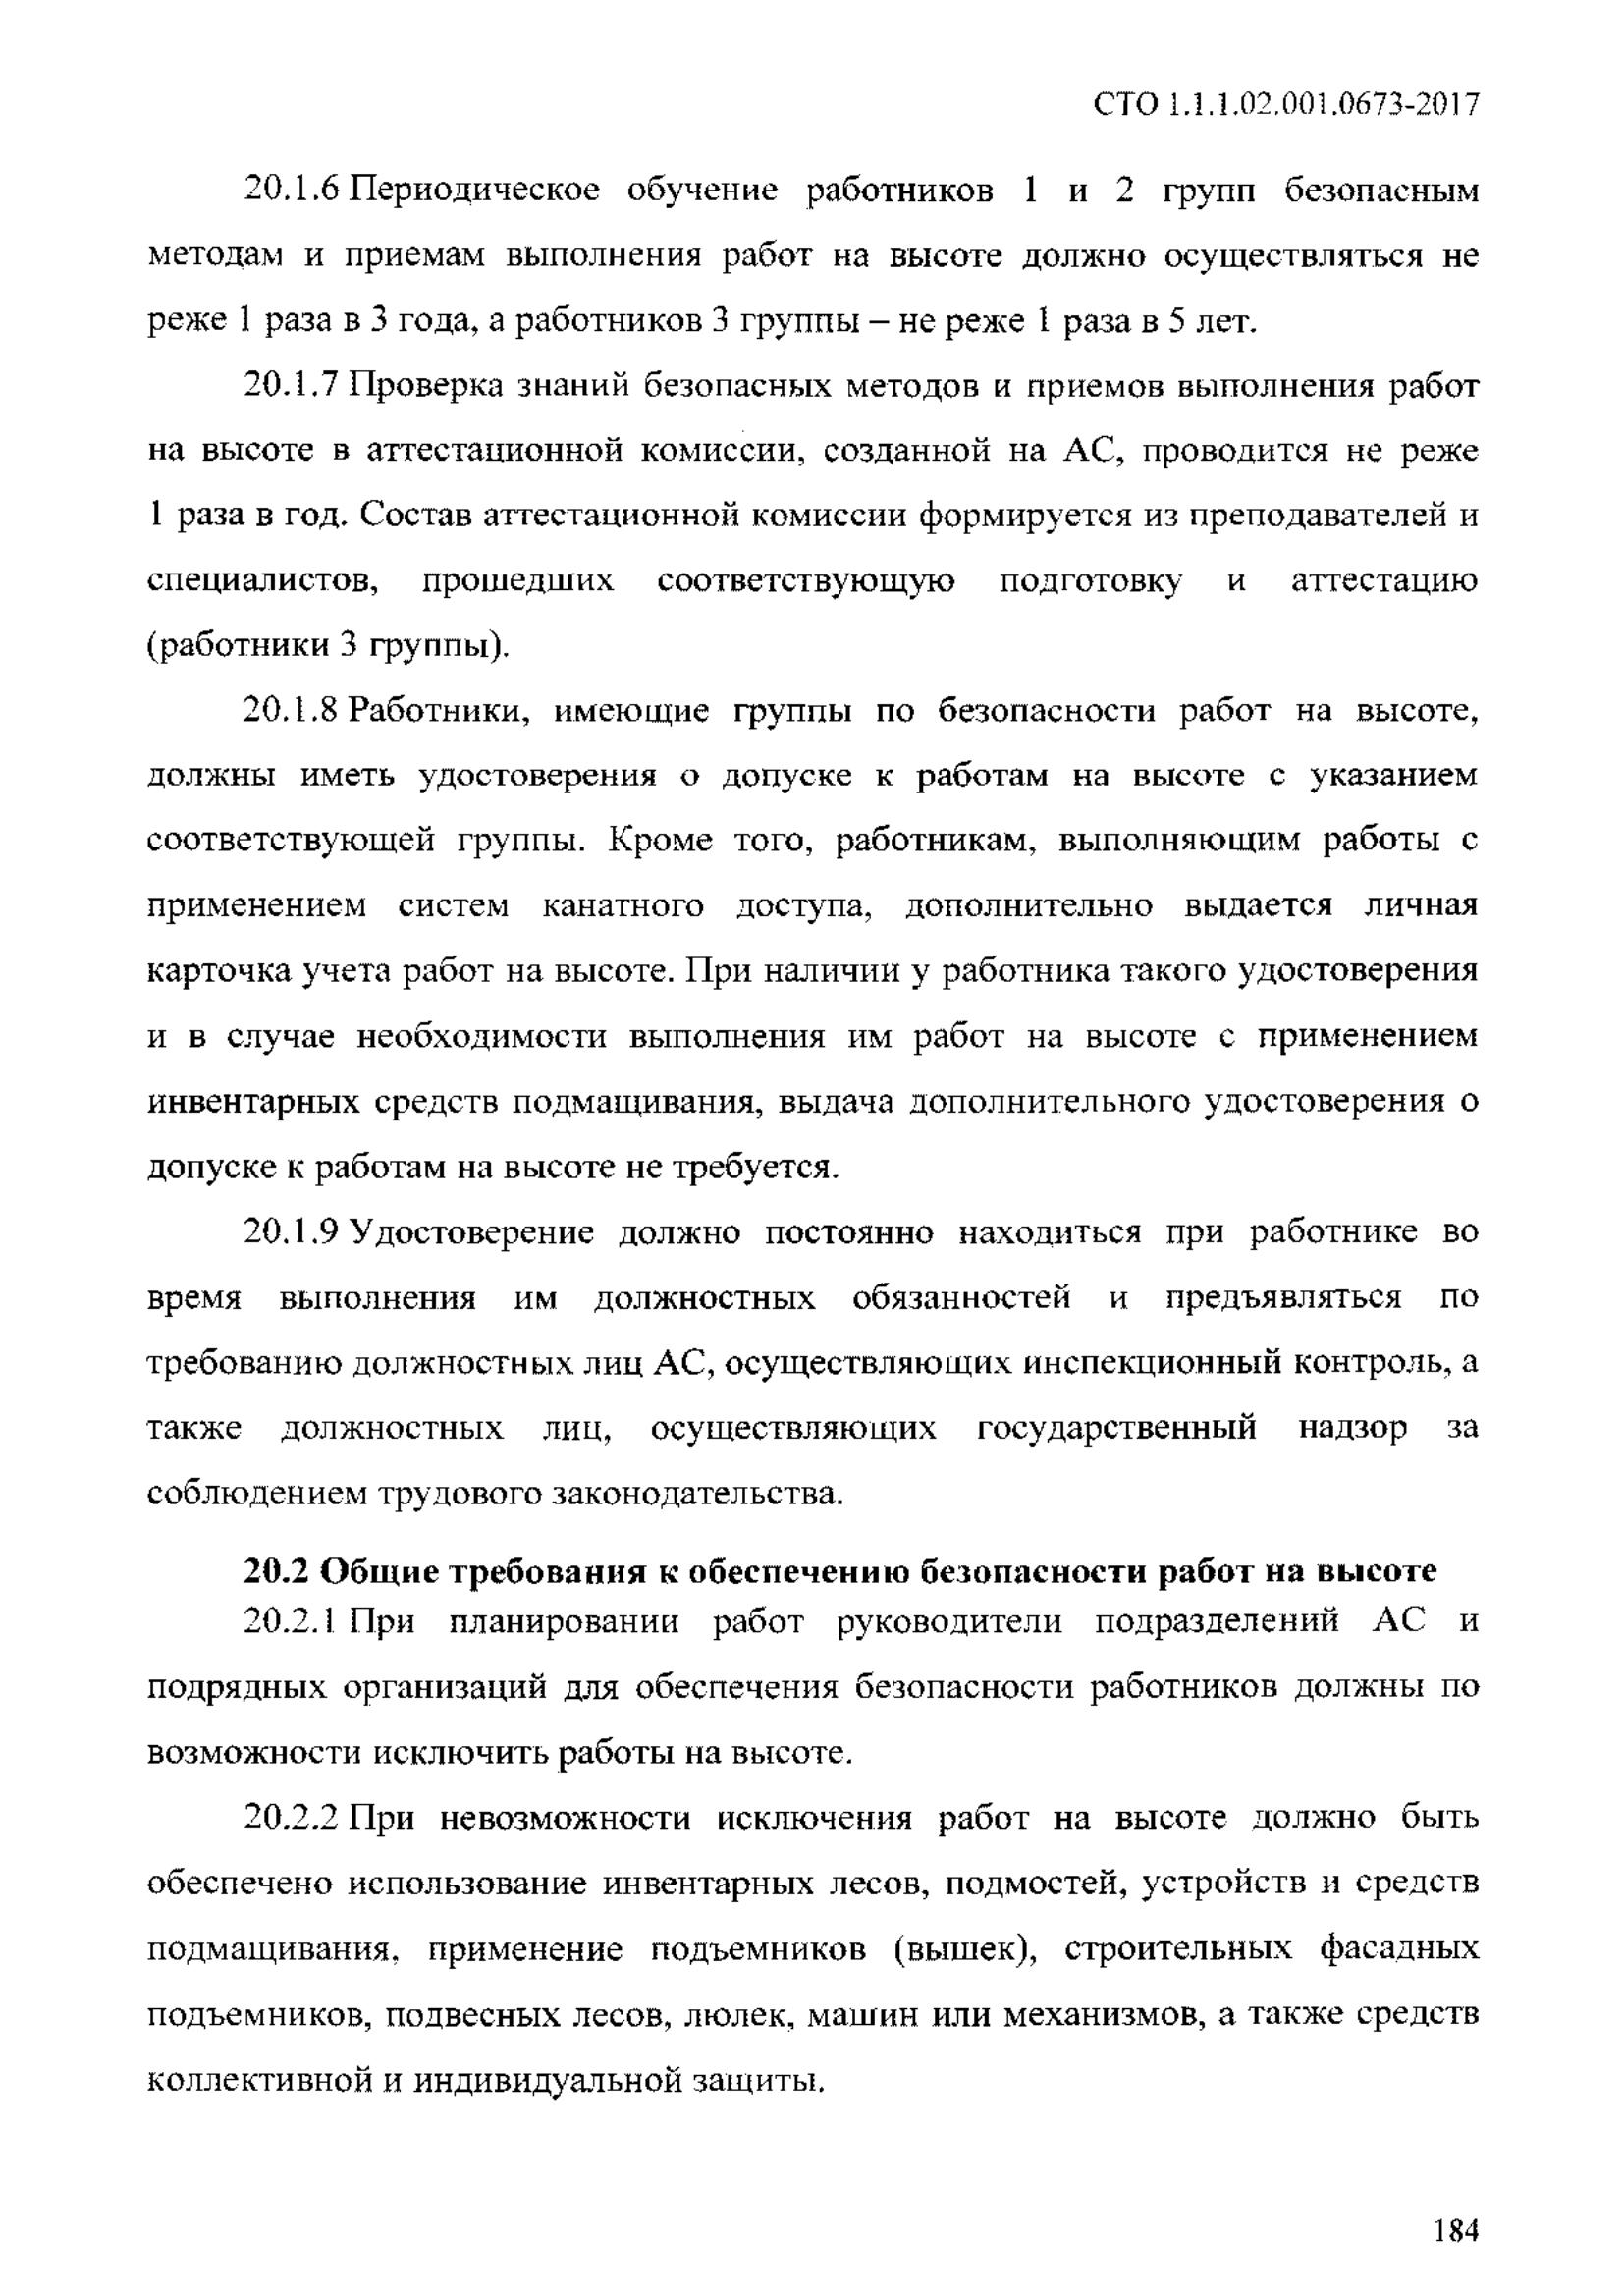 СТО 1.1.1.02.001.0673-2017
20.1.6 Периодическое обучение работников 1 и 2 групп безопасным
методам и приемам выполнения работ на высоте должно осуществляться не
реже 1 раза в 3 года, а работников 3 группы – не реже 1 раза в 5 лет.
20.1.7 Проверка знаний безопасных методов и приемов выполнения работ
на высоте в аттестационной комиссии, созданной на АС, проводится не реже
1 раза в год. Состав аттестационной комиссии формируется из преподавателей и
специалистов, прошедших соответствующую подготовку и аттестацию
(работники 3 группы).
20.1.8 Работники, имеющие группы по безопасности работ на высоте,
должны иметь удостоверения о допуске к работам на высоте с указанием
соответствующей группы. Кроме того, работникам, выполняющим работы с
применением систем канатного доступа, дополнительно выдается личная
карточка учета работ на высоте. При наличии у работника такого удостоверения
и в случае необходимости выполнения им работ на высоте с применением
инвентарных средств подмащивания, выдача дополнительного удостоверения о
допуске к работам на высоте не требуется.
20.1.9 Удостоверение должно постоянно находиться при работнике во
время выполнения им должностных обязанностей и предъявляться по
требованию должностных лиц АС, осуществляющих инспекционный контроль, а
также должностных лиц, осуществляющих государственный надзор за
соблюдением трудового законодательства.
20.2 Общие требования к обеспечению безопасности работ на высоте
20.2.1 При планировании работ руководители подразделений АС и
подрядных организаций для обеспечения безопасности работников должны по
возможности исключить работы на высоте.
20.2.2 При невозможности исключения работ на высоте должно быть
обеспечено использование инвентарных лесов, подмостей, устройств и средств
подмащивания, применение подъемников (вышек), строительных фасадных
подъемников, подвесных лесов, люлек, машин или механизмов, а также средств
коллективной и индивидуальной защиты.
184